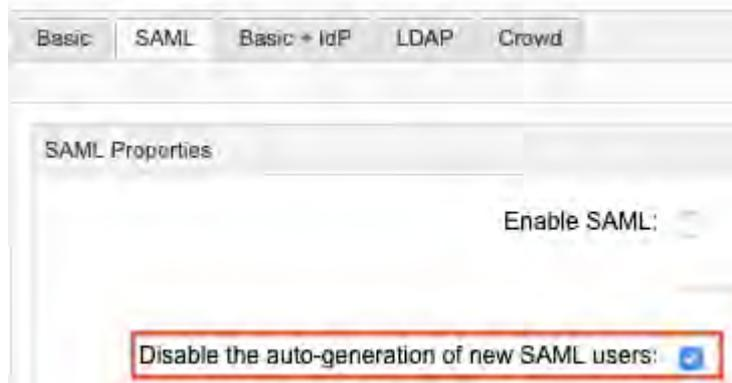 Basic SAML Basic + IdP LDAP Crowd
SAML Properties
Enable SAML:
Disable the auto-generation of new SAML users: